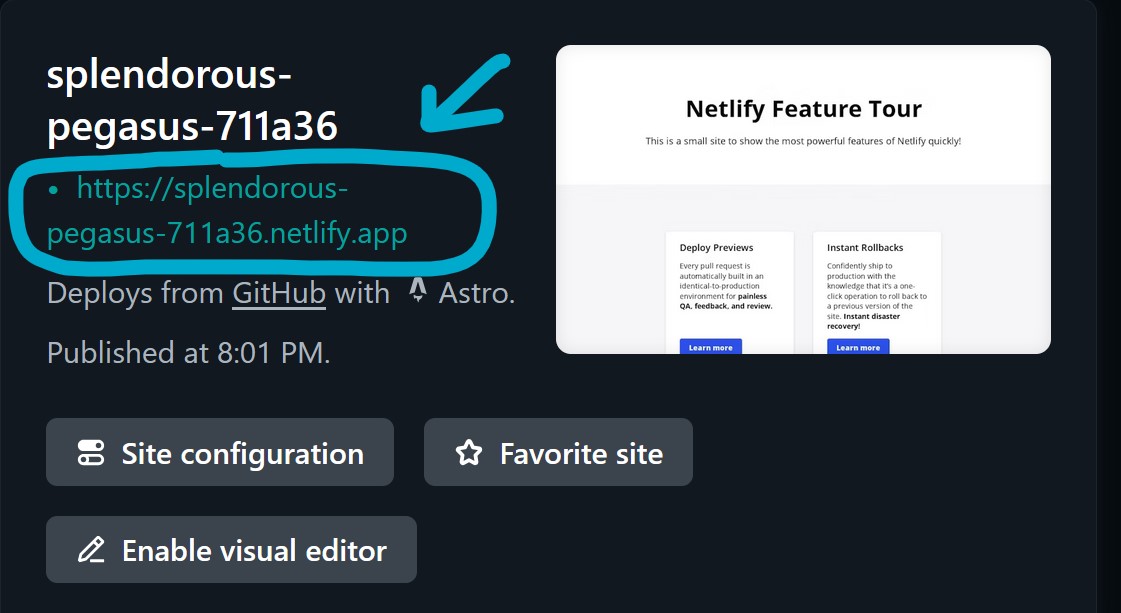 splendorous-
pegasus-711a36
• https://splendorous-
pegasus-711a36.netlify.app
Deploys from GitHub with Astro.
Published at 8:01 PM.
Site configuration
Favorite site
Enable visual editor
Netlify Feature Tour
This is a small site to show the most powerful features of Netlify quickly!
Deploy Previews
Every pull request is
automatically built in an
identical-to-production
environment for painless
QA, feedback, and review.
Learn more
Instant Rollbacks
Confidently ship to
production with the
knowledge that it's a one-
click operation to roll back to
a previous version of the
site. Instant disaster
recovery!
Learn more